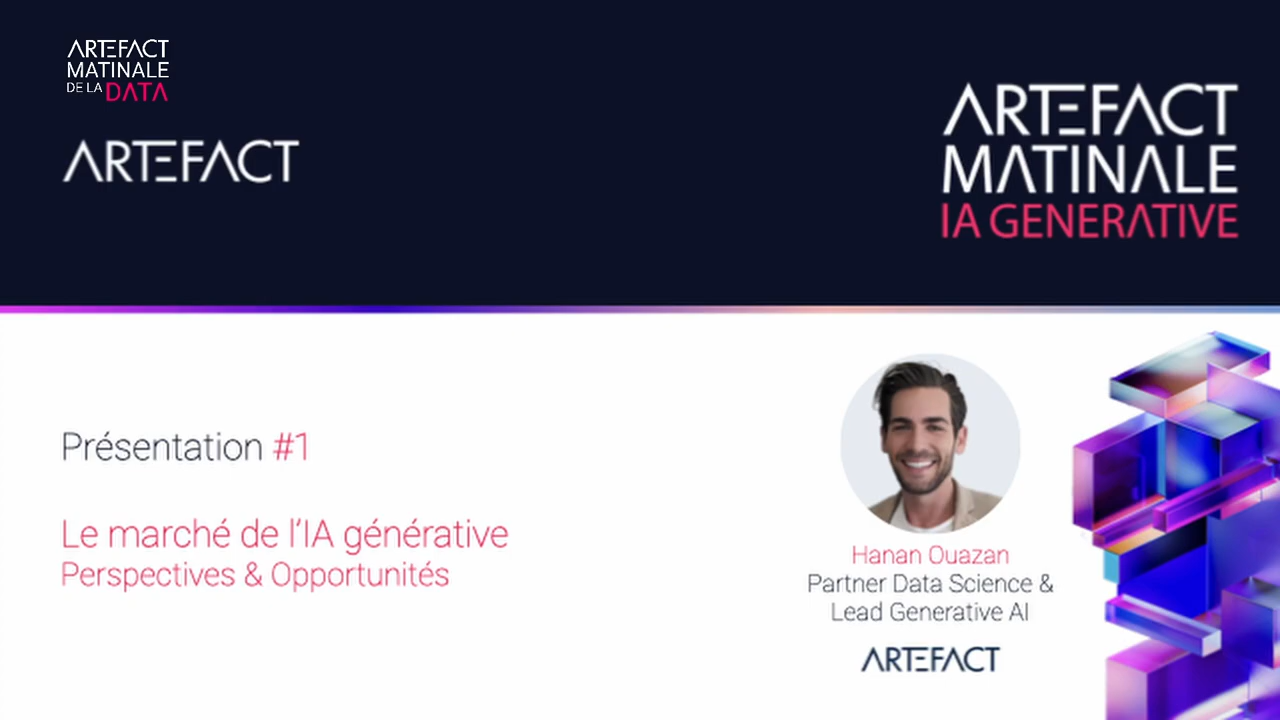 ARTEFACT
MATINALE
DE LA DATA
ARTEFACT
ARTEFACT
MATINALE
IA GENERATIVE
Présentation #1
Le marché de l'IA générative
Perspectives & Opportunités
Hanan Ouazan
Partner Data Science &
Lead Generative AI
ARTEFACT